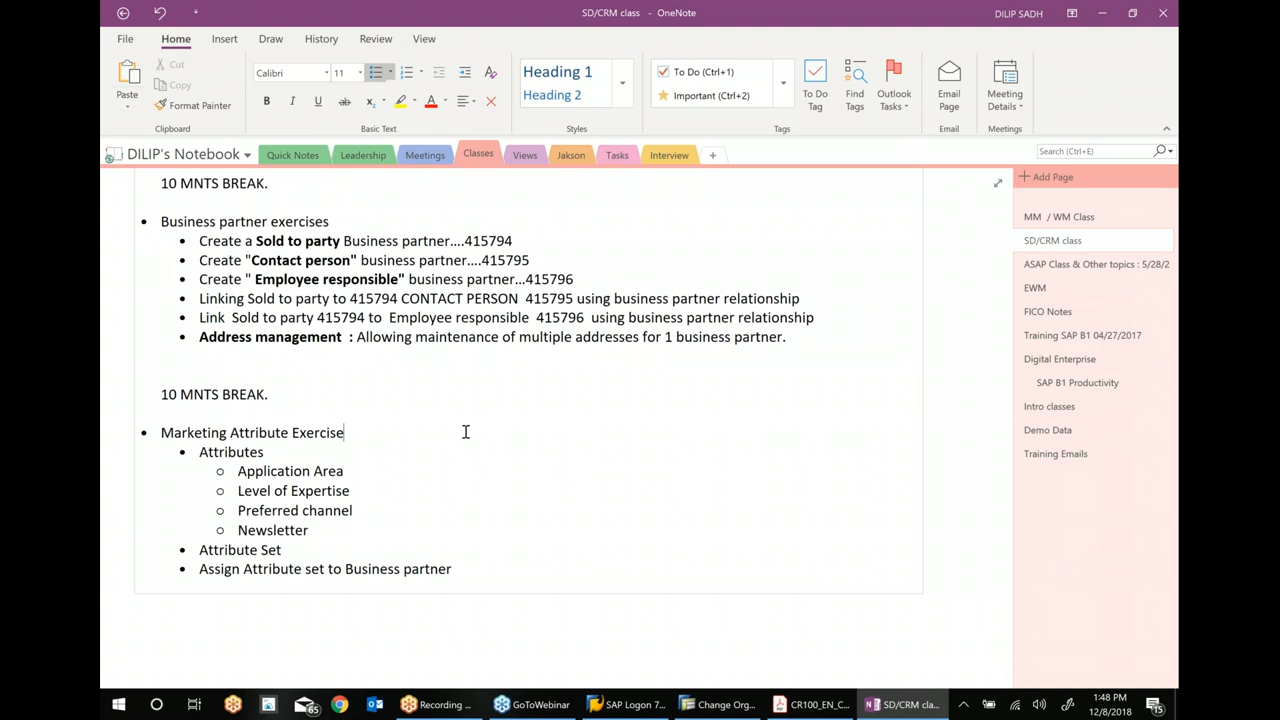 SD/CRM class - OneNote
DILIP SADH
File Home Insert Draw History Review View
Paste
Cut
Copy
Format Painter
Clipboard
Calibri 11
B I U ab x₂ A
Basic Text
Heading 1
Heading 2
Styles
To Do (Ctrl+1)
Important (Ctrl+2)
To Do Tag
Find Tags
Tags
Outlook Tasks
Email Page
Email
Meeting Details
Meetings
DILIP's Notebook
Quick Notes Leadership Meetings Classes Views Jakson Tasks Interview
Search (Ctrl+E)
10 MNTS BREAK.
• Business partner exercises
• Create a Sold to party Business partner....415794
• Create "Contact person" business partner....415795
• Create " Employee responsible" business partner...415796
• Linking Sold to party to 415794 CONTACT PERSON 415795 using business partner relationship
• Link Sold to party 415794 to Employee responsible 415796 using business partner relationship
• Address management : Allowing maintenance of multiple addresses for 1 business partner.
10 MNTS BREAK.
• Marketing Attribute Exercise
• Attributes
○ Application Area
○ Level of Expertise
○ Preferred channel
○ Newsletter
• Attribute Set
• Assign Attribute set to Business partner
Add Page
MM / WM Class
SD/CRM class
ASAP Class & Other topics : 5/28/2
EWM
FICO Notes
Training SAP B1 04/27/2017
Digital Enterprise
SAP B1 Productivity
Intro classes
Demo Data
Training Emails
65
Recording ...
GoToWebinar
SAP Logon 7...
Change Org...
CR100_EN_C...
SD/CRM cla...
1:48 PM
12/8/2018
15